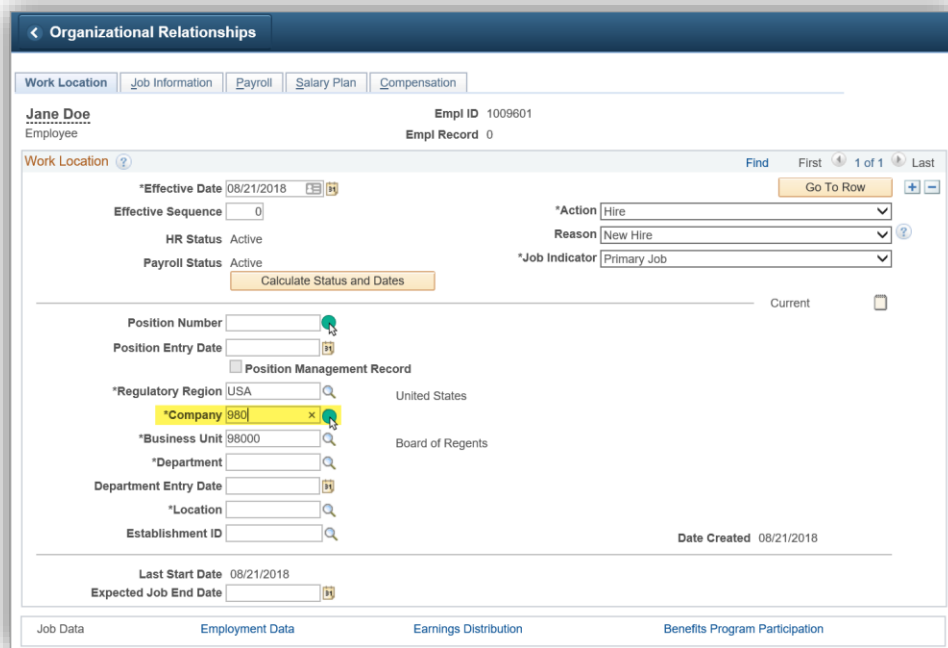 Organizational Relationships
Work Location Job Information Payroll Salary Plan Compensation
Jane Doe Empl ID 1009601
Employee Empl Record 0
Work Location ? Find First 1 of 1 Last
*Effective Date 08/21/2018 31 Go To Row + −
Effective Sequence 0 *Action Hire
HR Status Active Reason New Hire ?
Payroll Status Active *Job Indicator Primary Job
Calculate Status and Dates
Current
Position Number
Position Entry Date 31
Position Management Record
*Regulatory Region USA United States
*Company 980 ×
*Business Unit 98000 Board of Regents
*Department
Department Entry Date 31
*Location
Establishment ID Date Created 08/21/2018
Last Start Date 08/21/2018
Expected Job End Date 31
Job Data Employment Data Earnings Distribution Benefits Program Participation